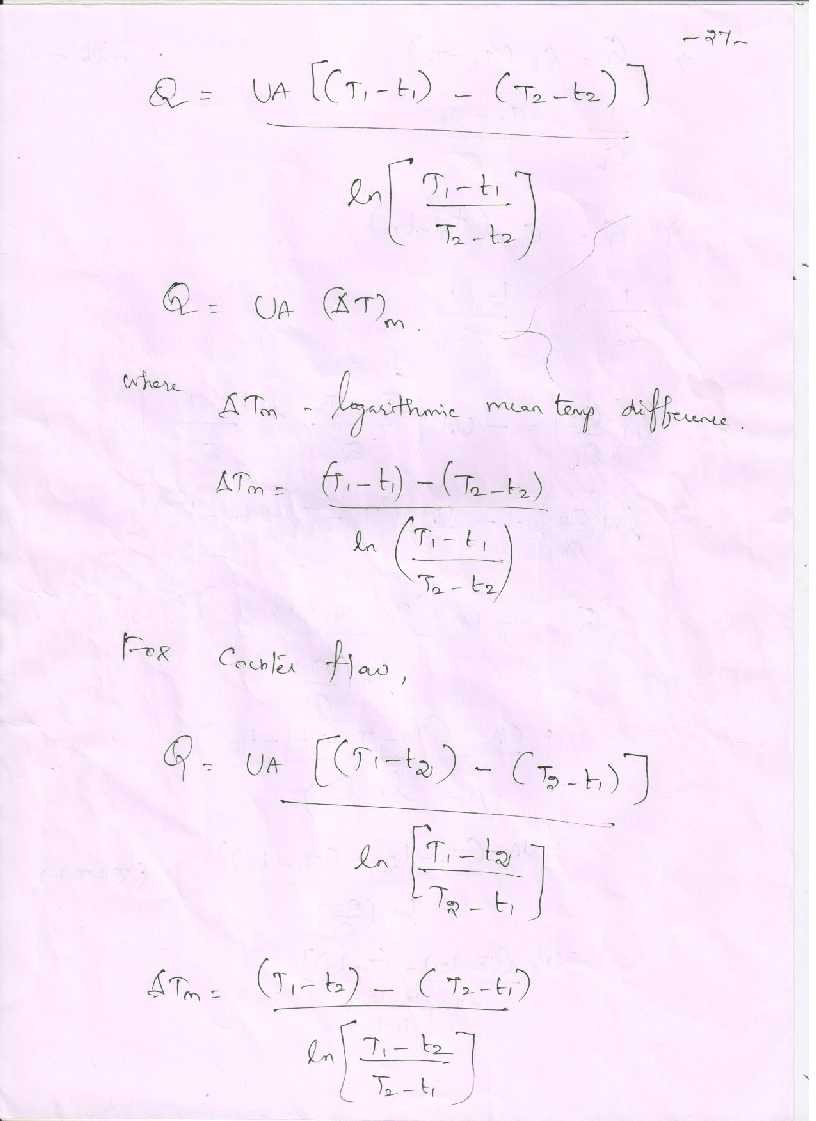 -27-
Q = UA [(T₁-t₁) - (T₂-t₂)]
ln [ T₁-t₁
T₂-t₂ ]
Q = UA (ΔT)m.
where
ΔTm - logarithmic mean temp difference.
ΔTm = (T₁-t₁) - (T₂-t₂)
ln ( T₁-t₁
T₂-t₂ )
For Counter flow,
Q = UA [(T₁-t₂) - (T₂-t₁)]
ln [ T₁-t₂
T₂-t₁ ]
ΔTm = (T₁-t₂) - (T₂-t₁)
ln [ T₁-t₂
T₂-t₁ ]